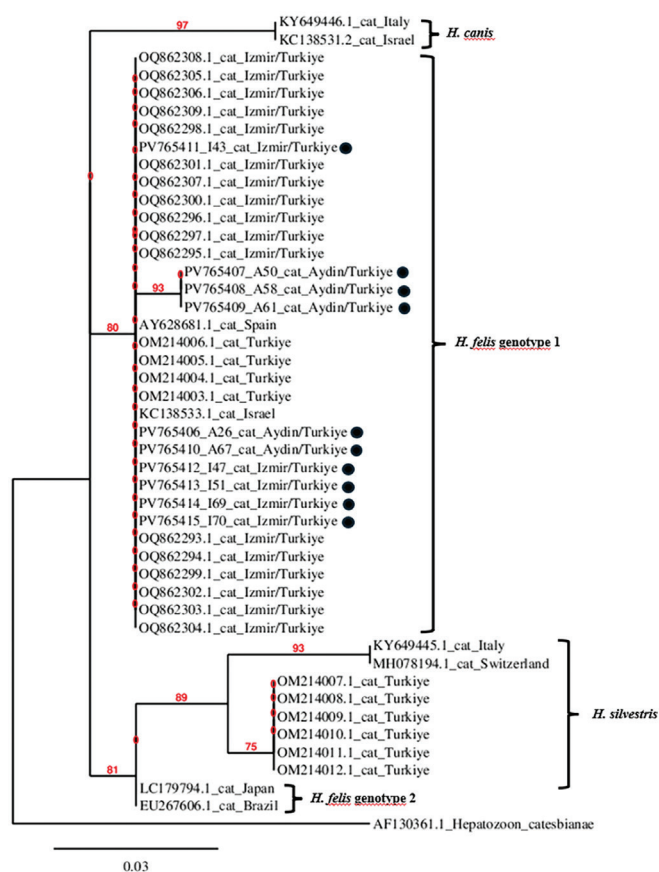 97
KY649446.1_cat_Italy
KC138531.2_cat_Israel
H. canis
OQ862308.1_cat_Izmir/Turkiye
OQ862305.1_cat_Izmir/Turkiye
OQ862306.1_cat_Izmir/Turkiye
OQ862309.1_cat_Izmir/Turkiye
OQ862298.1_cat_Izmir/Turkiye
PV765411_I43_cat_Izmir/Turkiye
OQ862301.1_cat_Izmir/Turkiye
0
OQ862307.1_cat_Izmir/Turkiye
OQ862300.1_cat_Izmir/Turkiye
OQ862296.1_cat_Izmir/Turkiye
OQ862297.1_cat_Izmir/Turkiye
OQ862295.1_cat_Izmir/Turkiye
PV765407_A50_cat_Aydin/Turkiye
93
PV765408_A58_cat_Aydin/Turkiye
PV765409_A61_cat_Aydin/Turkiye
80
AY628681.1_cat_Spain
OM214006.1_cat_Turkiye
H. felis genotype 1
OM214005.1_cat_Turkiye
OM214004.1_cat_Turkiye
OM214003.1_cat_Turkiye
KC138533.1_cat_Israel
PV765406_A26_cat_Aydin/Turkiye
PV765410_A67_cat_Aydin/Turkiye
PV765412_I47_cat_Izmir/Turkiye
PV765413_I51_cat_Izmir/Turkiye
PV765414_I69_cat_Izmir/Turkiye
PV765415_I70_cat_Izmir/Turkiye
OQ862293.1_cat_Izmir/Turkiye
OQ862294.1_cat_Izmir/Turkiye
OQ862299.1_cat_Izmir/Turkiye
OQ862302.1_cat_Izmir/Turkiye
OQ862303.1_cat_Izmir/Turkiye
OQ862304.1_cat_Izmir/Turkiye
93
KY649445.1_cat_Italy
MH078194.1_cat_Switzerland
89
OM214007.1_cat_Turkiye
OM214008.1_cat_Turkiye
OM214009.1_cat_Turkiye
H. silvestris
OM214010.1_cat_Turkiye
75
OM214011.1_cat_Turkiye
OM214012.1_cat_Turkiye
81
LC179794.1_cat_Japan
EU267606.1_cat_Brazil
H. felis genotype 2
AF130361.1_Hepatozoon_catesbianae
0.03